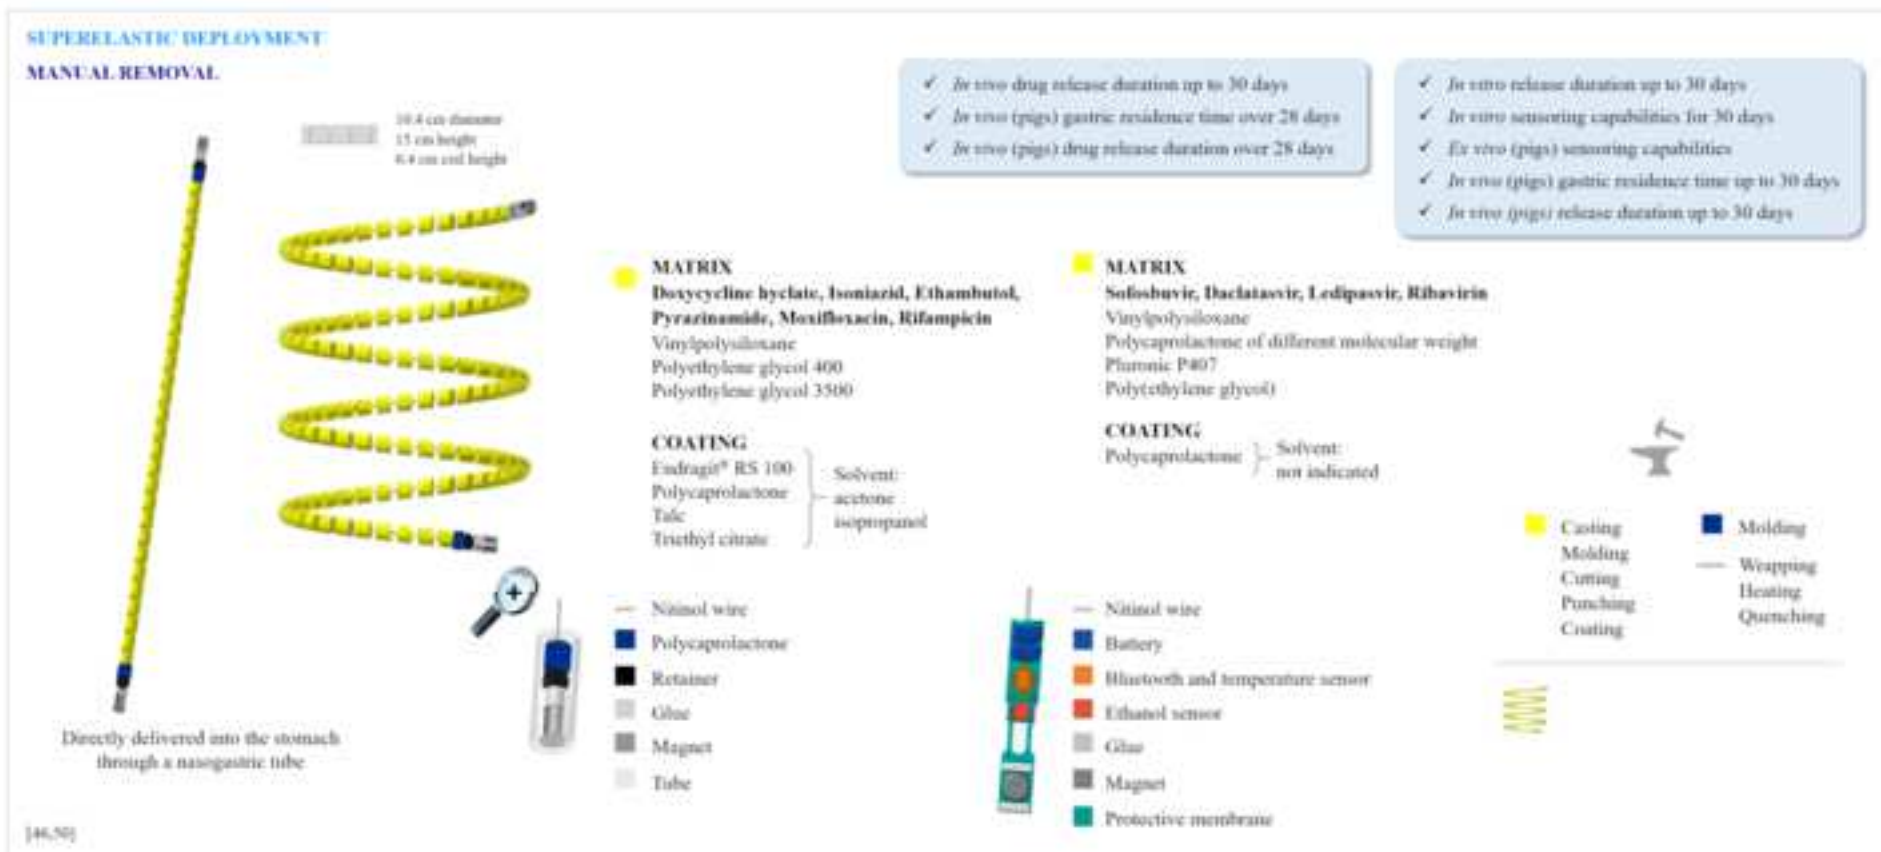 SUPERELASTIC DEPLOYMENT
MANUAL REMOVAL
15 cm height
Directly delivered into the stomach
through a nasogastric tube
✓ In vivo drug release duration up to 30 days
✓ In vivo (pigs) gastric residence time over 28 days
✓ In vivo (pigs) drug release duration over 28 days
✓ In vitro release duration up to 30 days
✓ In vitro sensoring capabilities for 30 days
✓ Ex vivo (pigs) sensoring capabilities
✓ In vivo (pigs) gastric residence time up to 30 days
✓ In vivo (pigs) release duration up to 30 days
MATRIX
Doxycycline hyclate, Isoniazid, Ethambutol,
Pyrazinamide, Moxifloxacin, Rifampicin
Vinylpolysiloxane
Polyethylene glycol 400
Polyethylene glycol 3500
COATING
Eudragit® RS 100
Polycaprolactone
Talc
Triethyl citrate
Solvent:
acetone
isopropanol
Nitinol wire
Polycaprolactone
Retainer
Glue
Magnet
Tube
MATRIX
Sofosbuvir, Daclatasvir, Ledipasvir, Ribavirin
Vinylpolysiloxane
Polycaprolactone of different molecular weight
Pluronic P407
Poly(ethylene glycol)
COATING
Polycaprolactone
Solvent:
not indicated
Nitinol wire
Battery
Bluetooth and temperature sensor
Ethanol sensor
Glue
Magnet
Protective membrane
Casting
Molding
Cutting
Punching
Coating
Molding
Wrapping
Heating
Quenching